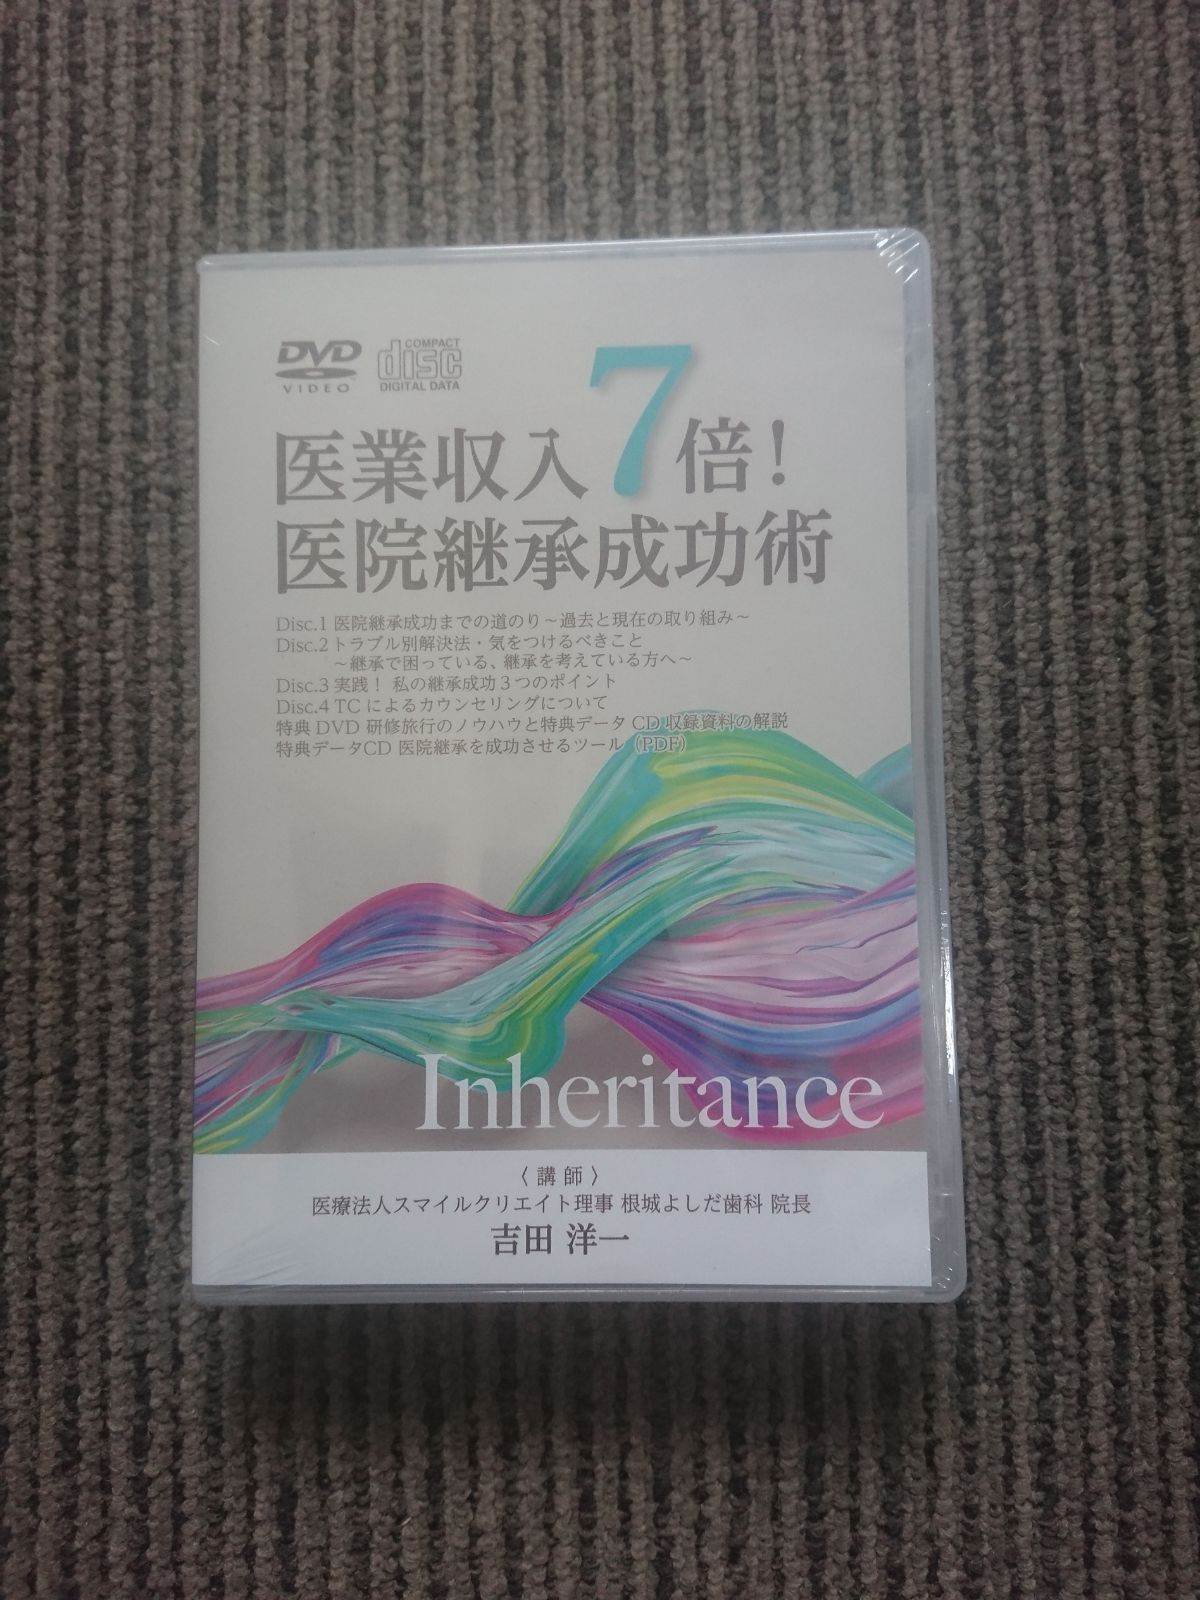 DVD
VIDEO
COMPACT
disc
DIGITAL DATA
医業収入7倍!
医院継承成功術
Disc.1 医院継承成功までの道のり~過去と現在の取り組み~
Disc.2 トラブル別解決法・気をつけるべきこと
~継承で困っている、継承を考えている方へ~
Disc.3 実践! 私の継承成功3つのポイント
Disc.4 TC によるカウンセリングについて
特典 DVD 研修旅行のノウハウと特典データ CD 収録資料の解説
特典データCD 医院継承を成功させるツール(PDF)
Inheritance
〈講師〉
医療法人スマイルクリエイト理事 根城よしだ歯科 院長
吉田 洋一